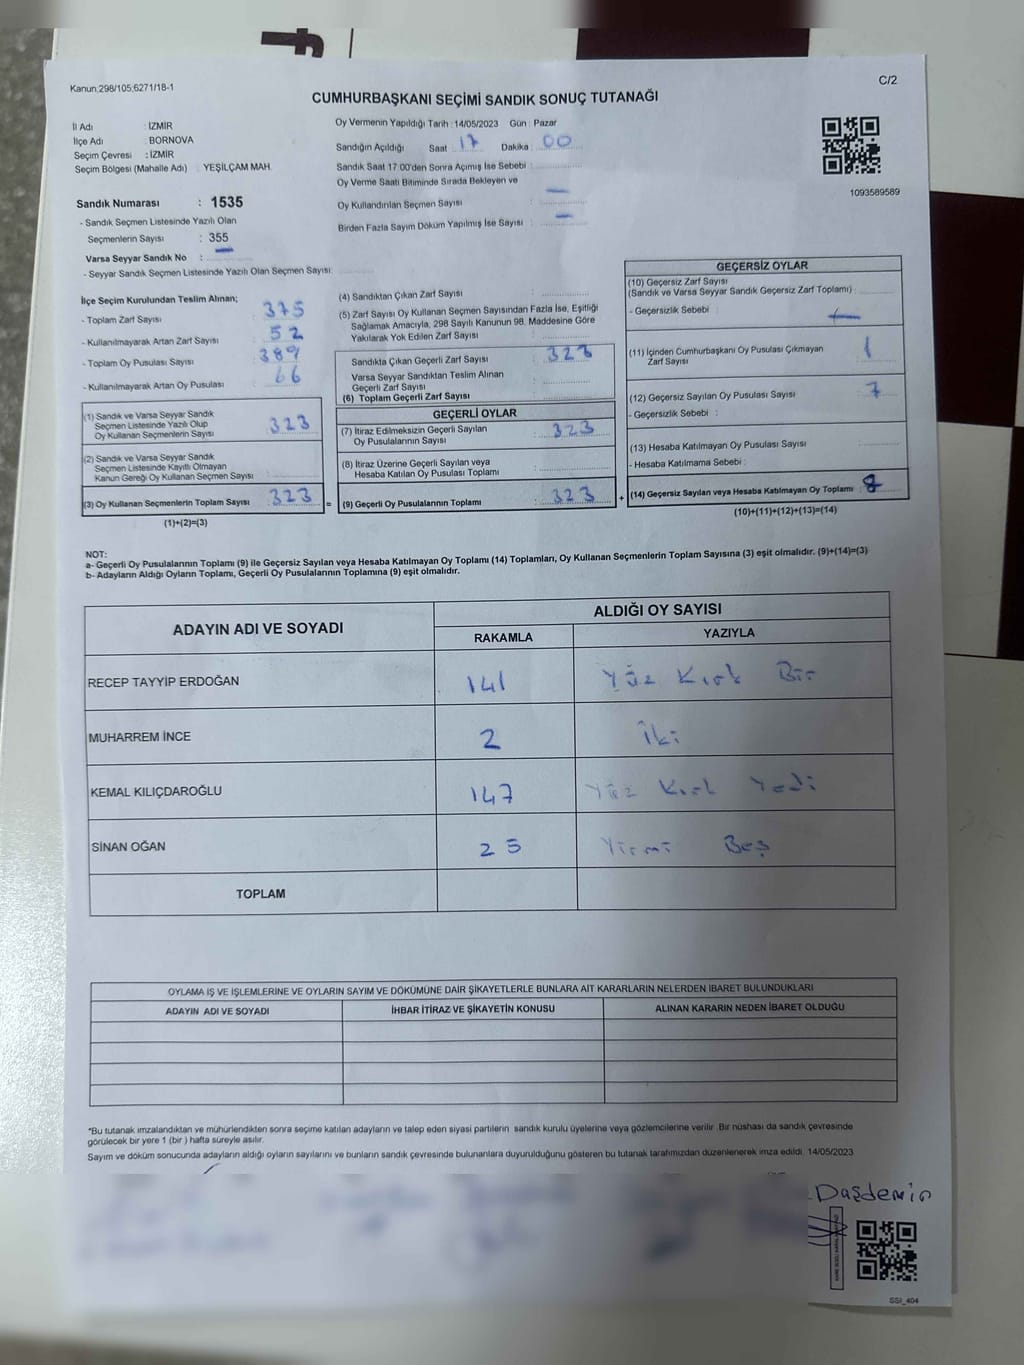 Kanun,298/105,6271/18-1
C/2
CUMHURBAŞKANI SEÇİMİ SANDIK SONUÇ TUTANAĞI
İl Adı : İZMİR
İlçe Adı : BORNOVA
Seçim Çevresi : İZMİR
Seçim Bölgesi (Mahalle Adı) : YEŞİLÇAM MAH.
Sandık Numarası : 1535
- Sandık Seçmen Listesinde Yazılı Olan
Seçmenlerin Sayısı : 355
Varsa Seyyar Sandık No : —
- Seyyar Sandık Seçmen Listesinde Yazılı Olan Seçmen Sayısı:
Oy Vermenin Yapıldığı Tarih : 14/05/2023 Gün : Pazar
Sandığın Açıldığı Saat : 17 Dakika : 00
Sandık Saat 17.00'den Sonra Açımış İse Sebebi :
Oy Verme Saati Bitiminde Sırada Bekleyen ve
Oy Kullandırılan Seçmen Sayısı : —
Birden Fazla Sayım Döküm Yapılmış İse Sayısı : —
1093589589
İlçe Seçim Kurulundan Teslim Alınan;
- Toplam Zarf Sayısı : 375
- Kullanılmayarak Artan Zarf Sayısı : 52
- Toplam Oy Pusulası Sayısı : 389
- Kullanılmayarak Artan Oy Pusulası : 66
(1) Sandık ve Varsa Seyyar Sandık
Seçmen Listesinde Yazılı Olup
Oy Kullanan Seçmenlerin Sayısı : 323
(2) Sandık ve Varsa Seyyar Sandık
Seçmen Listesinde Kayıtlı Olmayan
Kanun Gereği Oy Kullanan Seçmen Sayısı :
(3) Oy Kullanan Seçmenlerin Toplam Sayısı : 323 =
(1)+(2)=(3)
(4) Sandıktan Çıkan Zarf Sayısı :
(5) Zarf Sayısı Oy Kullanan Seçmen Sayısından Fazla İse, Eşitliği
Sağlamak Amacıyla, 298 Sayılı Kanunun 98. Maddesine Göre
Yakılarak Yok Edilen Zarf Sayısı :
Sandıkta Çıkan Geçerli Zarf Sayısı : 323
Varsa Seyyar Sandıktan Teslim Alınan
Geçerli Zarf Sayısı :
(6) Toplam Geçerli Zarf Sayısı :
GEÇERLİ OYLAR
(7) İtiraz Edilmeksizin Geçerli Sayılan
Oy Pusulalarının Sayısı : 323
(8) İtiraz Üzerine Geçerli Sayılan veya
Hesaba Katılan Oy Pusulası Toplamı :
(9) Geçerli Oy Pusulalarının Toplamı : 323 +
GEÇERSİZ OYLAR
(10) Geçersiz Zarf Sayısı
(Sandık ve Varsa Seyyar Sandık Geçersiz Zarf Toplamı) :
- Geçersizlik Sebebi :
(11) İçinden Cumhurbaşkanı Oy Pusulası Çıkmayan
Zarf Sayısı : 1
(12) Geçersiz Sayılan Oy Pusulası Sayısı : 7
- Geçersizlik Sebebi :
(13) Hesaba Katılmayan Oy Pusulası Sayısı :
- Hesaba Katılmama Sebebi :
(14) Geçersiz Sayılan veya Hesaba Katılmayan Oy Toplamı : 8
(10)+(11)+(12)+(13)=(14)
NOT:
a- Geçerli Oy Pusulalarının Toplamı (9) ile Geçersiz Sayılan veya Hesaba Katılmayan Oy Toplamı (14) Toplamları, Oy Kullanan Seçmenlerin Toplam Sayısına (3) eşit olmalıdır. (9)+(14)=(3)
b- Adayların Aldığı Oyların Toplamı, Geçerli Oy Pusulalarının Toplamına (9) eşit olmalıdır.
ADAYIN ADI VE SOYADI
ALDIĞI OY SAYISI
RAKAMLA YAZIYLA
RECEP TAYYİP ERDOĞAN 141 Yüz Kırk Bir
MUHARREM İNCE 2 İki
KEMAL KILIÇDAROĞLU 147 Yüz Kırk Yedi
SİNAN OĞAN 25 Yirmi Beş
TOPLAM
OYLAMA İŞ VE İŞLEMLERİNE VE OYLARIN SAYIM VE DÖKÜMÜNE DAİR ŞİKAYETLERLE BUNLARA AİT KARARLARIN NELERDEN İBARET BULUNDUKLARI
ADAYIN ADI VE SOYADI İHBAR İTİRAZ VE ŞİKAYETİN KONUSU ALINAN KARARIN NEDEN İBARET OLDUĞU
*Bu tutanak imzalandıktan ve mühürlendikten sonra seçime katılan adayların ve talep eden siyasi partilerin sandık kurulu üyelerine veya gözlemcilerine verilir. Bir nüshası da sandık çevresinde
görülecek bir yere 1 (bir ) hafta süreyle asılır.
Sayım ve döküm sonucunda adayların aldığı oyların sayılarını ve bunların sandık çevresinde bulunanlara duyurulduğunu gösteren bu tutanak tarafımızdan düzenlenerek imza edildi. 14/05/2023
Daşdemir
SSI_404